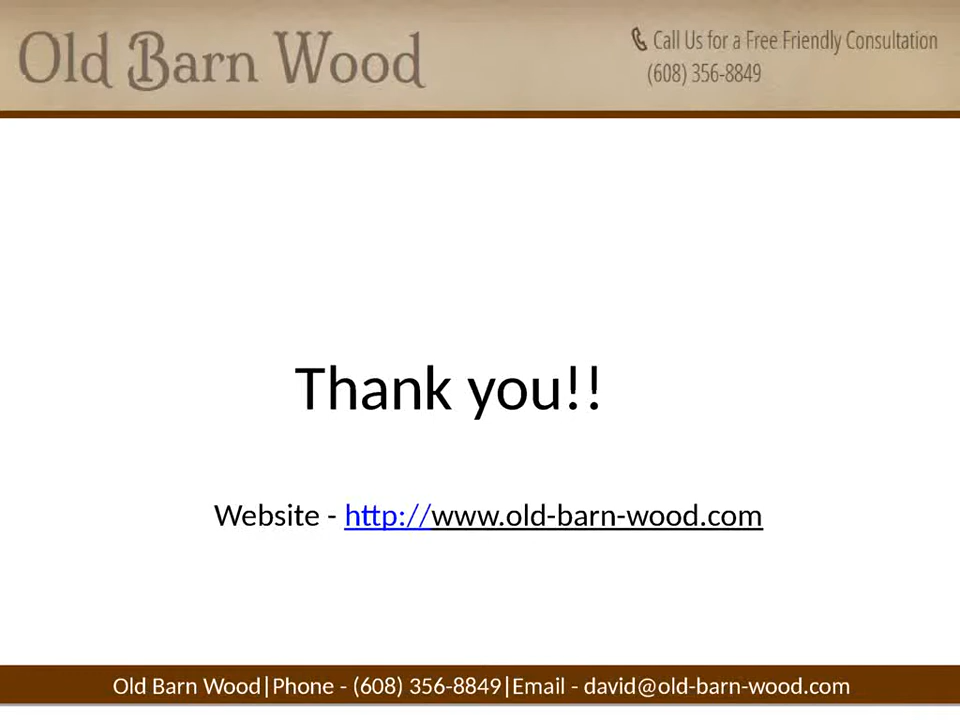 Old Barn Wood
Call Us for a Free Friendly Consultation
(608) 356-8849
Thank you!!
Website - http://www.old-barn-wood.com
Old Barn Wood|Phone - (608) 356-8849|Email - david@old-barn-wood.com